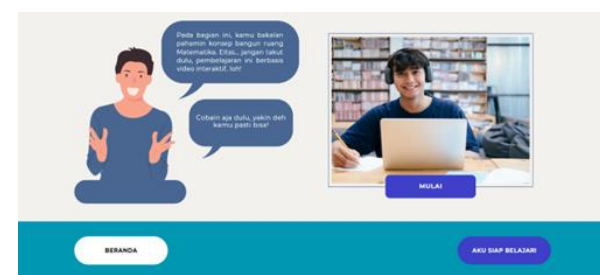 Pada bagian ini, kamu bakalan
pahamin konsep bangun ruang
Matematika. Eitss... jangan takut
dulu, pembelajaran ini berbasis
video interaktif, loh!
Cobain aja dulu, yakin deh
kamu pasti bisa!
MULAI
BERANDA
AKU SIAP BELAJAR!